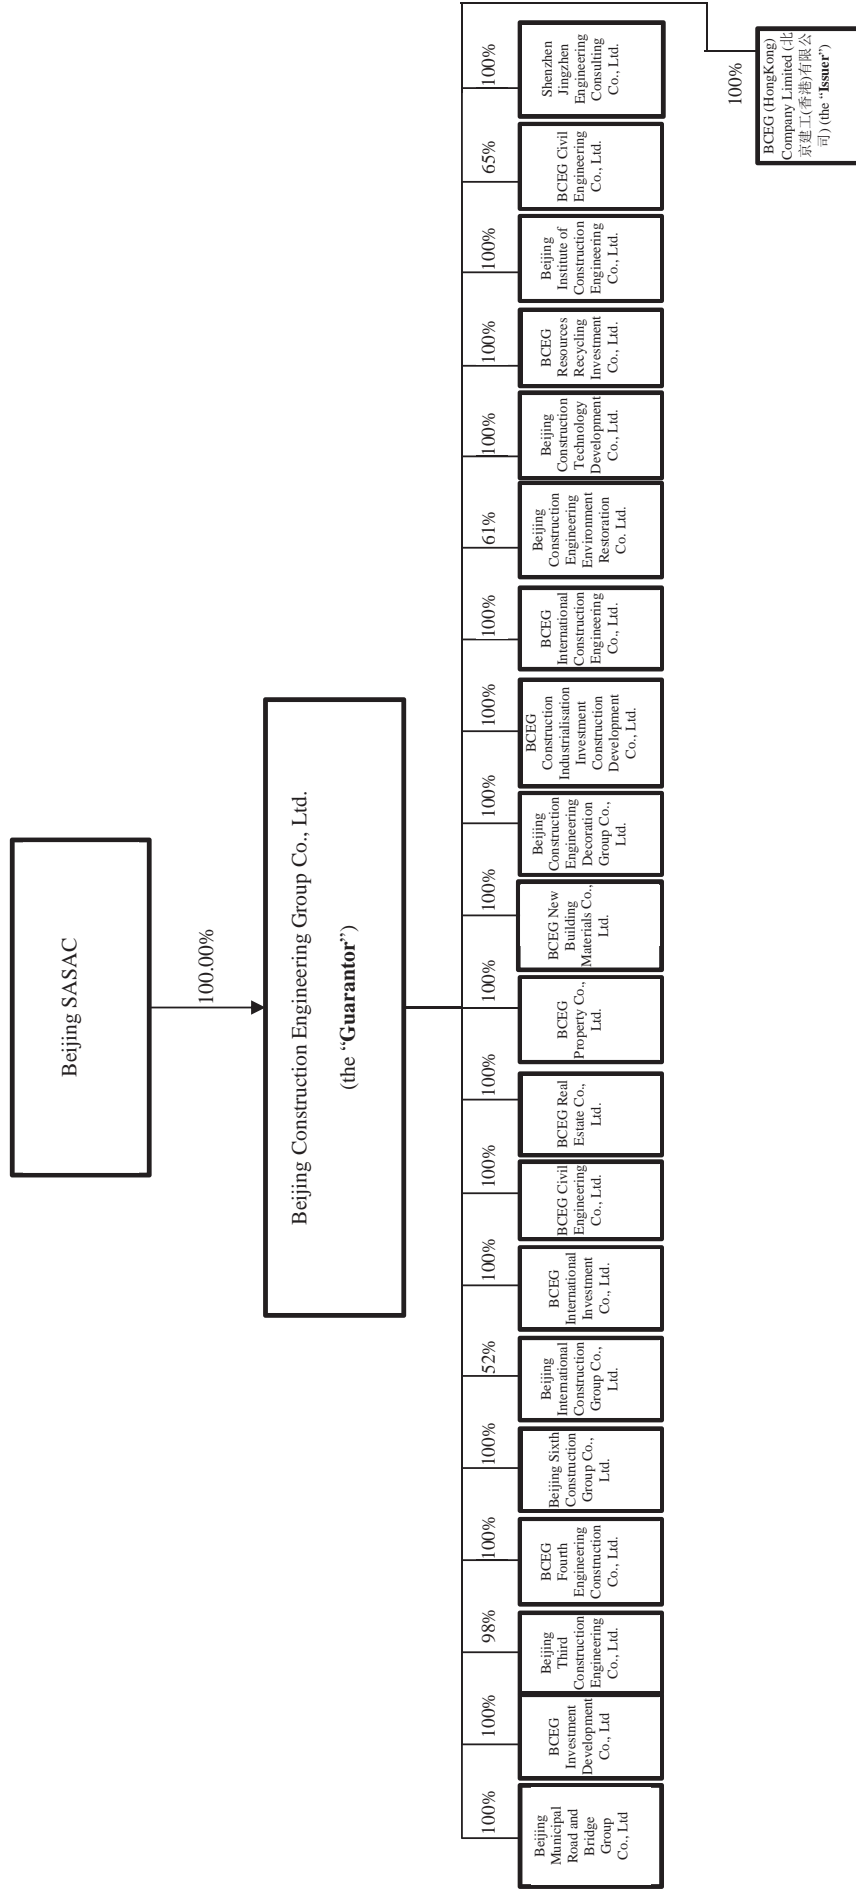 Beijing SASAC
100.00%
Beijing Construction Engineering Group Co., Ltd.
(the “Guarantor”)
100%
100%
98%
100%
100%
52%
100%
100%
100%
100%
100%
100%
100%
100%
61%
100%
100%
100%
65%
100%
Beijing
Municipal
Road and
Bridge
Group
Co., Ltd
BCEG
Investment
Development
Co., Ltd
Beijing
Third
Construction
Engineering
Co., Ltd.
BCEG
Fourth
Engineering
Construction
Co., Ltd.
Beijing Sixth
Construction
Group Co.,
Ltd.
Beijing
International
Construction
Group Co.,
Ltd.
BCEG
International
Investment
Co., Ltd.
BCEG Civil
Engineering
Co., Ltd.
BCEG Real
Estate Co.,
Ltd.
BCEG
Property Co.,
Ltd.
BCEG New
Building
Materials Co.,
Ltd.
Beijing
Construction
Engineering
Decoration
Group Co.,
Ltd.
BCEG
Construction
Industrialisation
Investment
Construction
Development
Co., Ltd.
BCEG
International
Construction
Engineering
Co., Ltd.
Beijing
Construction
Engineering
Environment
Restoration
Co. Ltd.
Beijing
Construction
Technology
Development
Co., Ltd.
BCEG
Resources
Recycling
Investment
Co., Ltd.
Beijing
Institute of
Construction
Engineering
Co., Ltd.
BCEG Civil
Engineering
Co., Ltd.
Shenzhen
Jingzhen
Engineering
Consulting
Co., Ltd.
100%
BCEG (HongKong)
Company Limited (北
京建工(香港)有限公
司) (the “Issuer”)